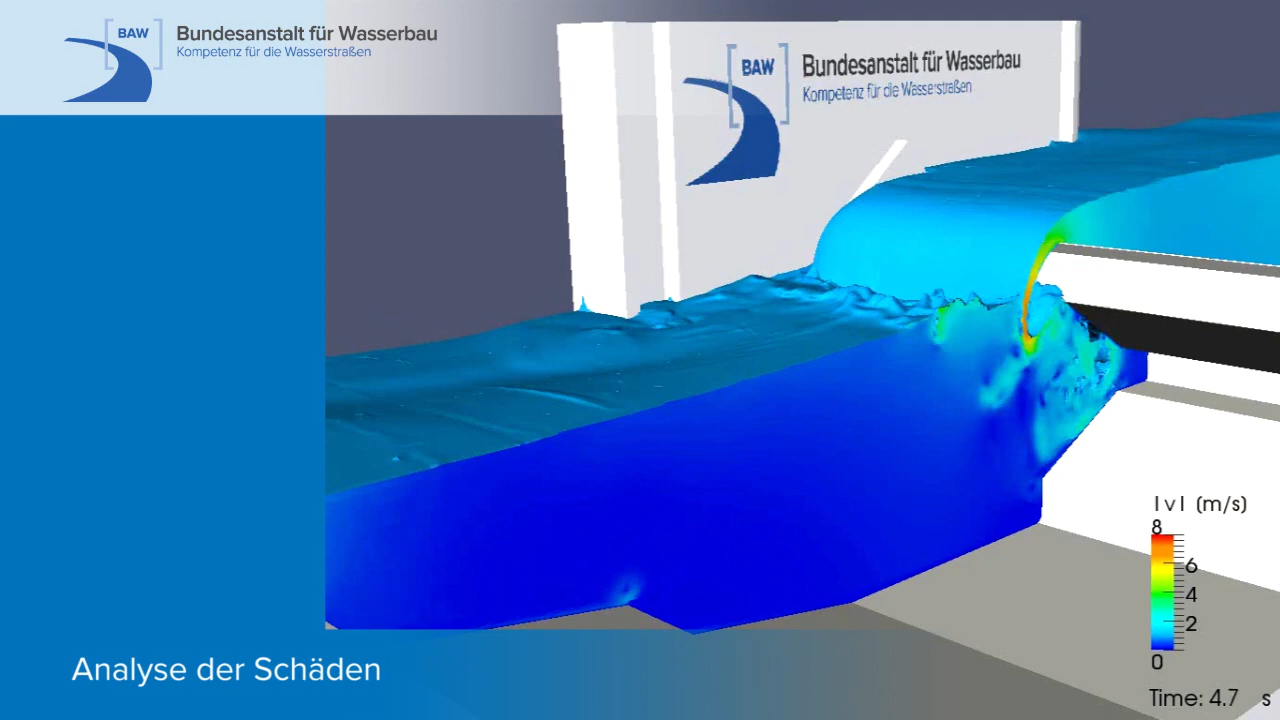 BAW
Bundesanstalt für Wasserbau
Kompetenz für die Wasserstraßen
BAW
Bundesanstalt für Wasserbau
Kompetenz für die Wasserstraßen
|v| (m/s)
8
6
4
2
0
Time: 4.7 s
Analyse der Schäden